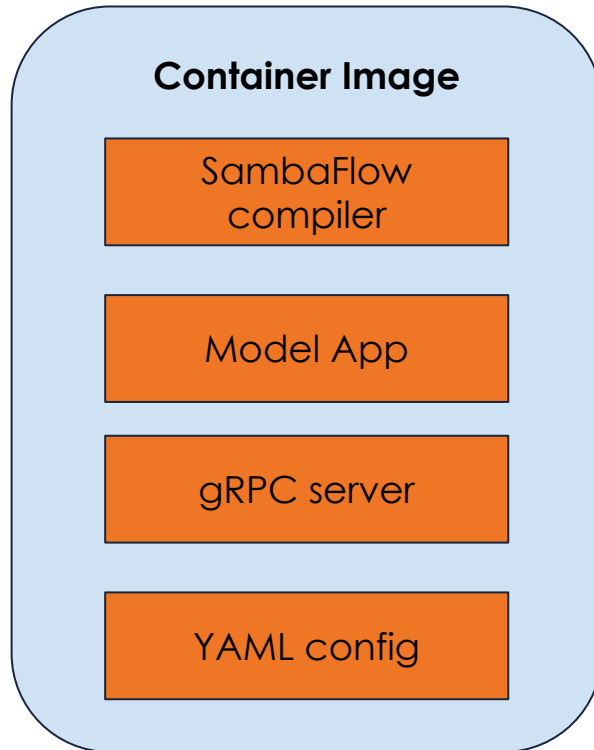 Container Image
SambaFlow
compiler
Model App
gRPC server
YAML config